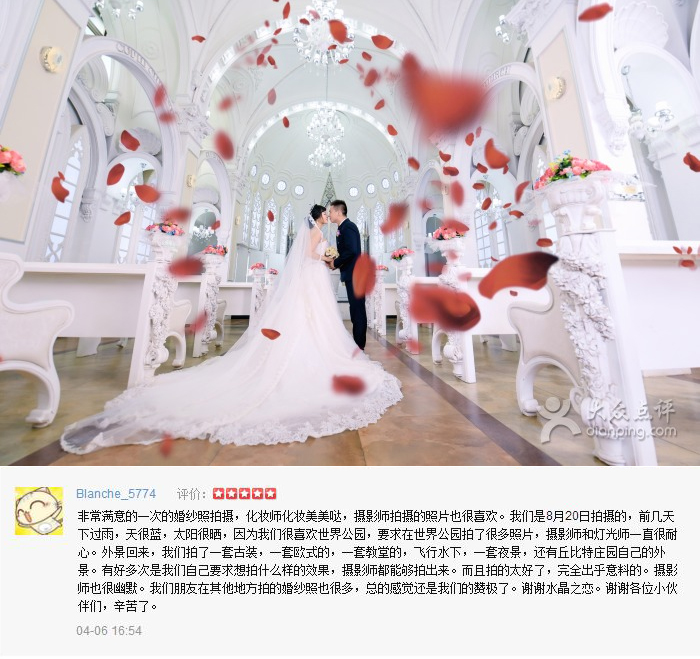 大众点评
dianping.com
Blanche_5774 评价：
非常满意的一次的婚纱照拍摄，化妆师化妆美美哒，摄影师拍摄的照片也很喜欢。我们是8月20日拍摄的，前几天
下过雨，天很蓝，太阳很晒，因为我们很喜欢世界公园，要求在世界公园拍了很多照片，摄影师和灯光师一直很耐
心。外景回来，我们拍了一套古装，一套欧式的，一套教堂的，飞行水下，一套夜景，还有丘比特庄园自己的外
景。有好多次是我们自己要求想拍什么样的效果，摄影师都能够拍出来。而且拍的太好了，完全出乎意料的。摄影
师也很幽默。我们朋友在其他地方拍的婚纱照也很多，总的感觉还是我们的赞极了。谢谢水晶之恋。谢谢各位小伙
伴们，辛苦了。
04-06 16:54